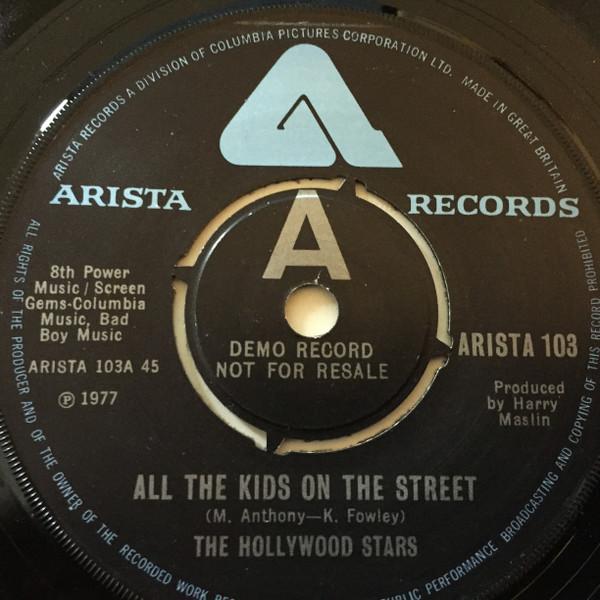 ARISTA RECORDS A DIVISION OF COLUMBIA PICTURES CORPORATION LTD. MADE IN GREAT BRITAIN
ARISTA RECORDS
A
8th Power
Music / Screen
Gems-Columbia
Music, Bad
Boy Music
ARISTA 103A 45
℗ 1977
DEMO RECORD
NOT FOR RESALE
ARISTA 103
Produced
by Harry
Maslin
ALL THE KIDS ON THE STREET
(M. Anthony—K. Fowley)
THE HOLLYWOOD STARS
ALL RIGHTS OF THE PRODUCER AND OF THE OWNER OF THE RECORDED WORK
PUBLIC PERFORMANCE BROADCASTING AND COPYING OF THIS RECORD PROHIBITED